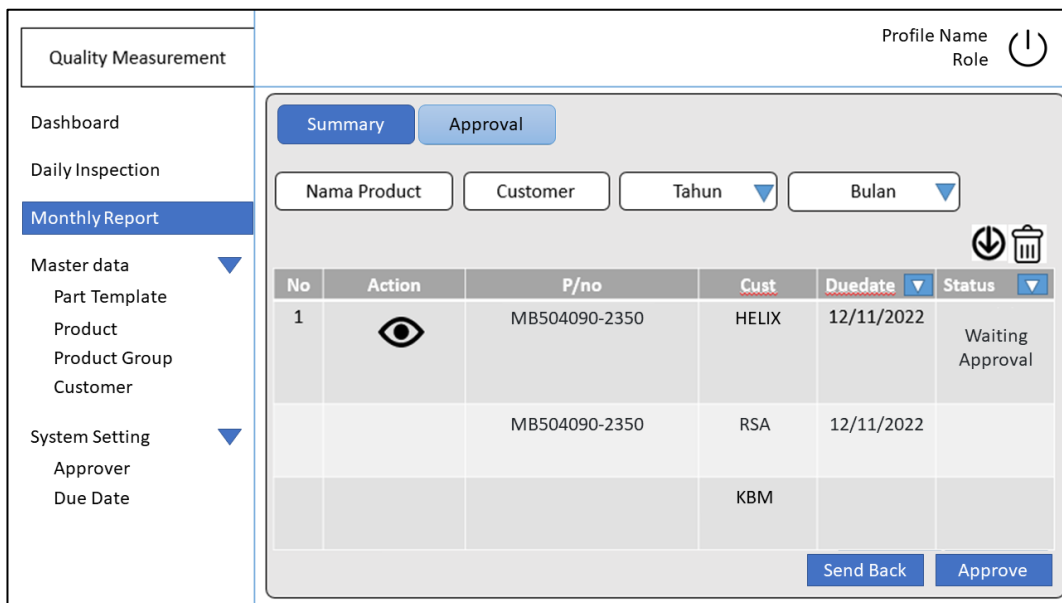 Quality Measurement
Profile Name
Role
Dashboard
Daily Inspection
Monthly Report
Master data
Part Template
Product
Product Group
Customer
System Setting
Approver
Due Date
Summary
Approval
Nama Product
Customer
Tahun
Bulan
No Action P/no Cust Duedate Status
1 MB504090-2350 HELIX 12/11/2022
Waiting
Approval
MB504090-2350 RSA 12/11/2022
KBM
Send Back
Approve